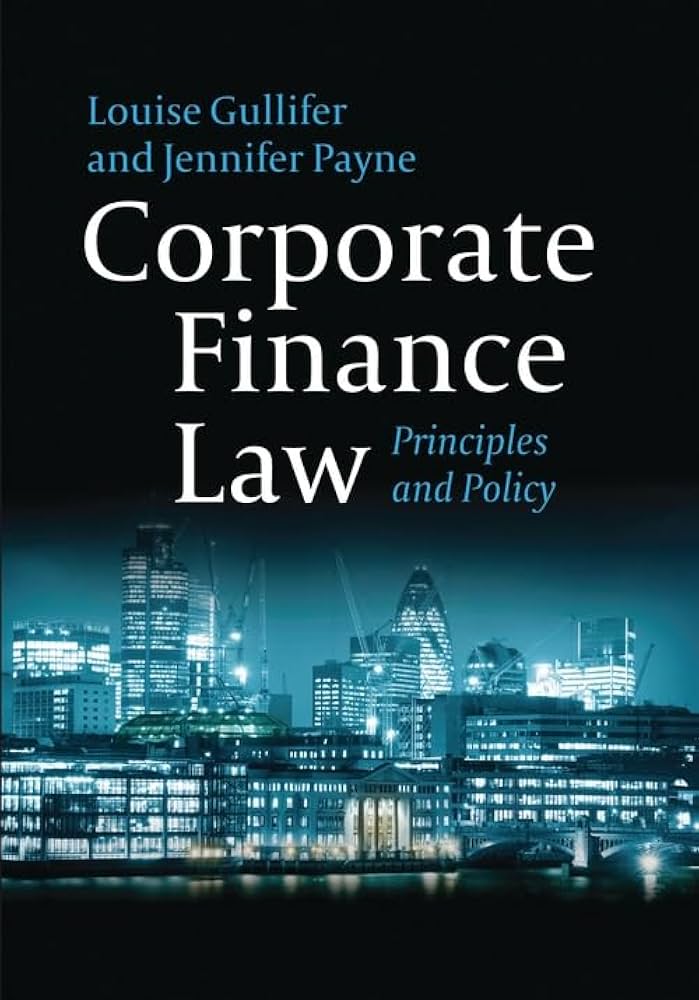 Louise Gullifer
and Jennifer Payne
Corporate
Finance
Law
Principles
and Policy